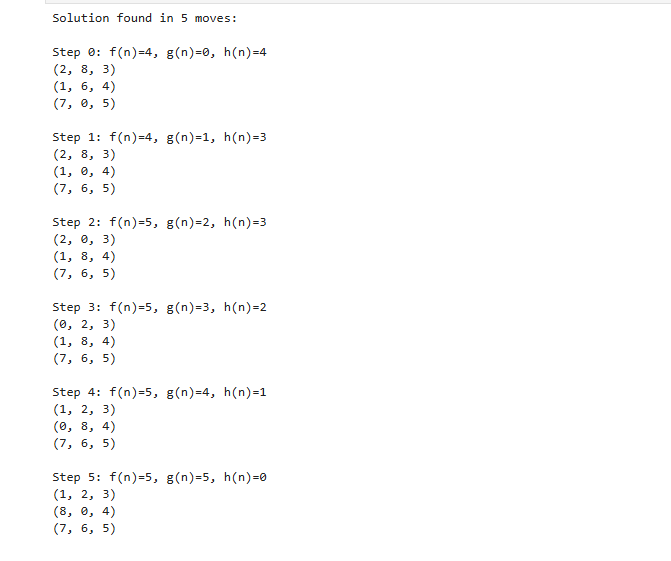 Solution found in 5 moves:
Step 0: f(n)=4, g(n)=0, h(n)=4
(2, 8, 3)
(1, 6, 4)
(7, 0, 5)
Step 1: f(n)=4, g(n)=1, h(n)=3
(2, 8, 3)
(1, 0, 4)
(7, 6, 5)
Step 2: f(n)=5, g(n)=2, h(n)=3
(2, 0, 3)
(1, 8, 4)
(7, 6, 5)
Step 3: f(n)=5, g(n)=3, h(n)=2
(0, 2, 3)
(1, 8, 4)
(7, 6, 5)
Step 4: f(n)=5, g(n)=4, h(n)=1
(1, 2, 3)
(0, 8, 4)
(7, 6, 5)
Step 5: f(n)=5, g(n)=5, h(n)=0
(1, 2, 3)
(8, 0, 4)
(7, 6, 5)